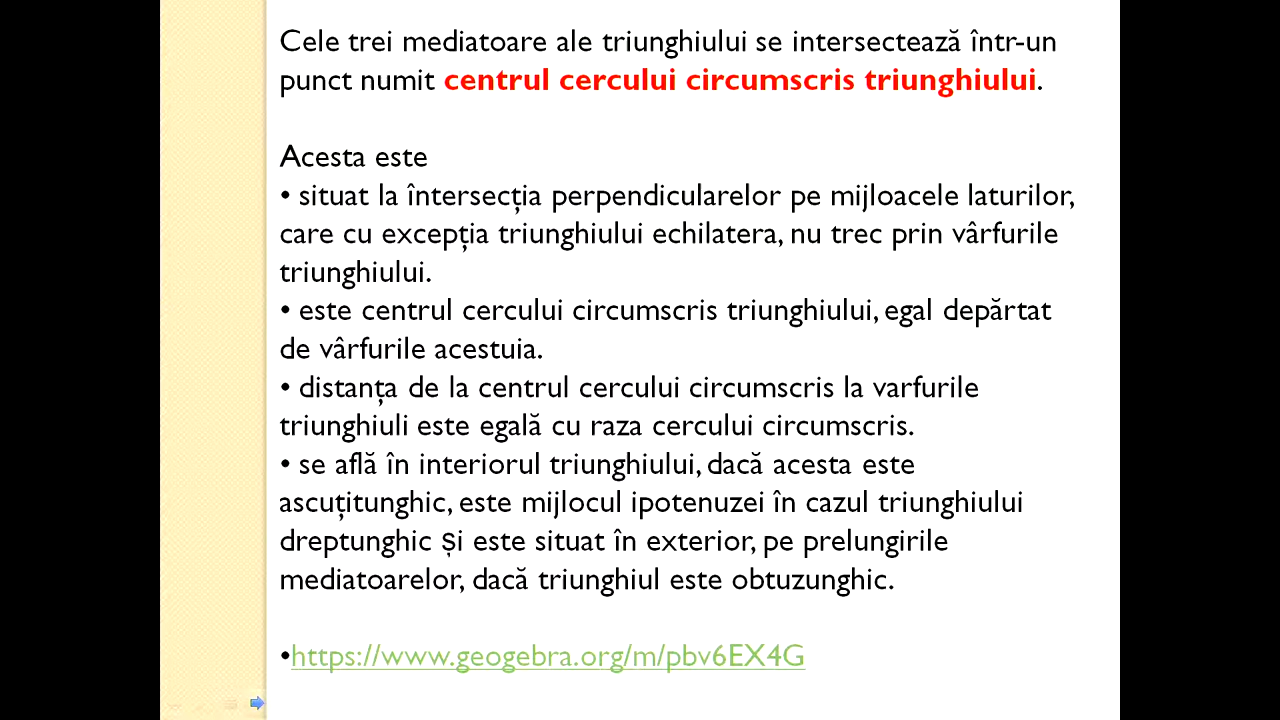 Cele trei mediatoare ale triunghiului se intersectează într-un
punct numit centrul cercului circumscris triunghiului.
Acesta este
• situat la întersecția perpendicularelor pe mijloacele laturilor,
care cu excepția triunghiului echilatera, nu trec prin vârfurile
triunghiului.
• este centrul cercului circumscris triunghiului, egal depărtat
de vârfurile acestuia.
• distanța de la centrul cercului circumscris la varfurile
triunghiuli este egală cu raza cercului circumscris.
• se află în interiorul triunghiului, dacă acesta este
ascuțitunghic, este mijlocul ipotenuzei în cazul triunghiului
dreptunghic și este situat în exterior, pe prelungirile
mediatoarelor, dacă triunghiul este obtuzunghic.
•https://www.geogebra.org/m/pbv6EX4G